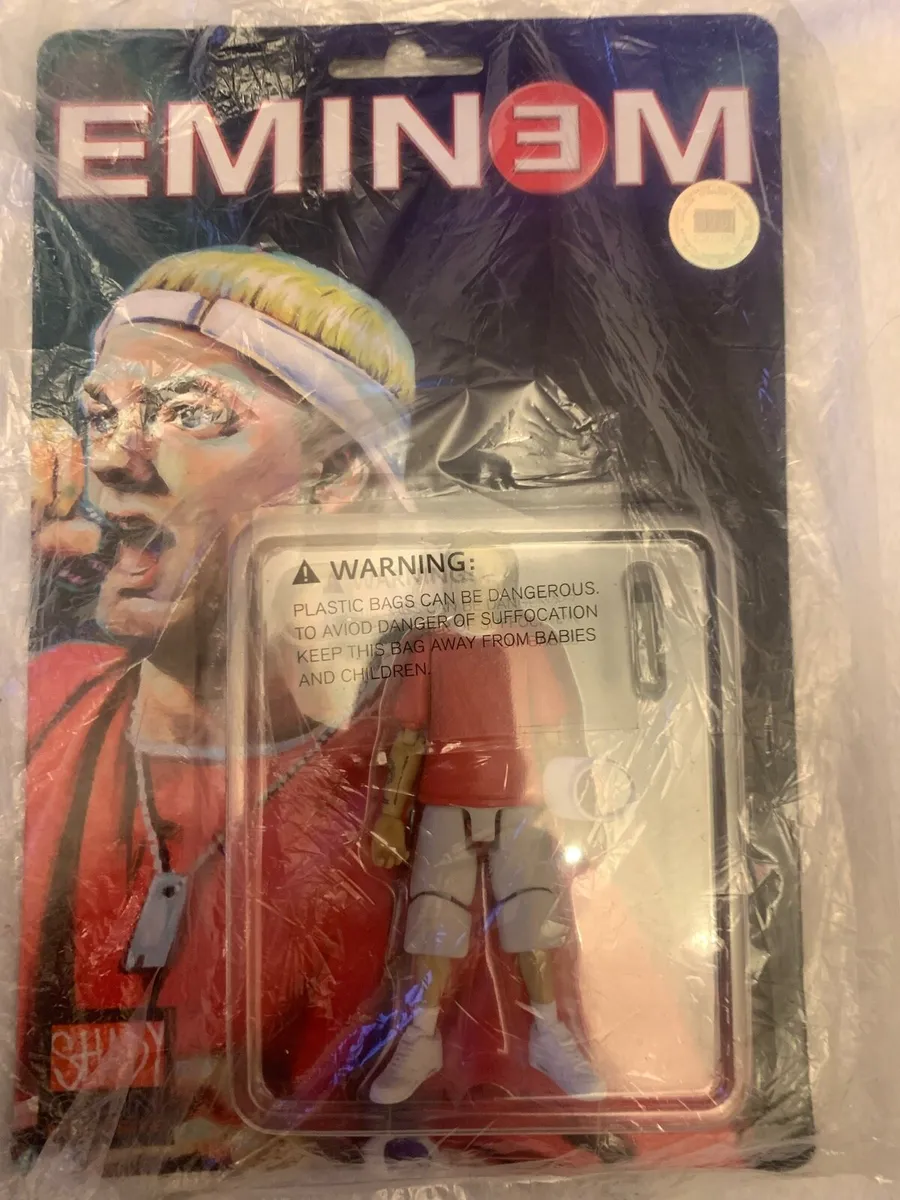 EMINƎM
⚠ WARNING:
PLASTIC BAGS CAN BE DANGEROUS.
TO AVIOD DANGER OF SUFFOCATION
KEEP THIS BAG AWAY FROM BABIES
AND CHILDREN.
SHADY